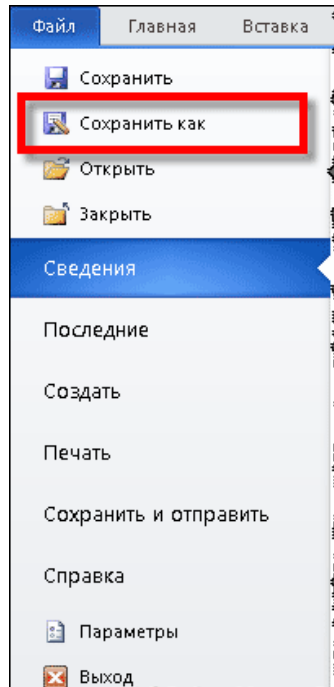 Файл Главная Вставка
Сохранить
Сохранить как
Открыть
Закрыть
Сведения
Последние
Создать
Печать
Сохранить и отправить
Справка
Параметры
Выход